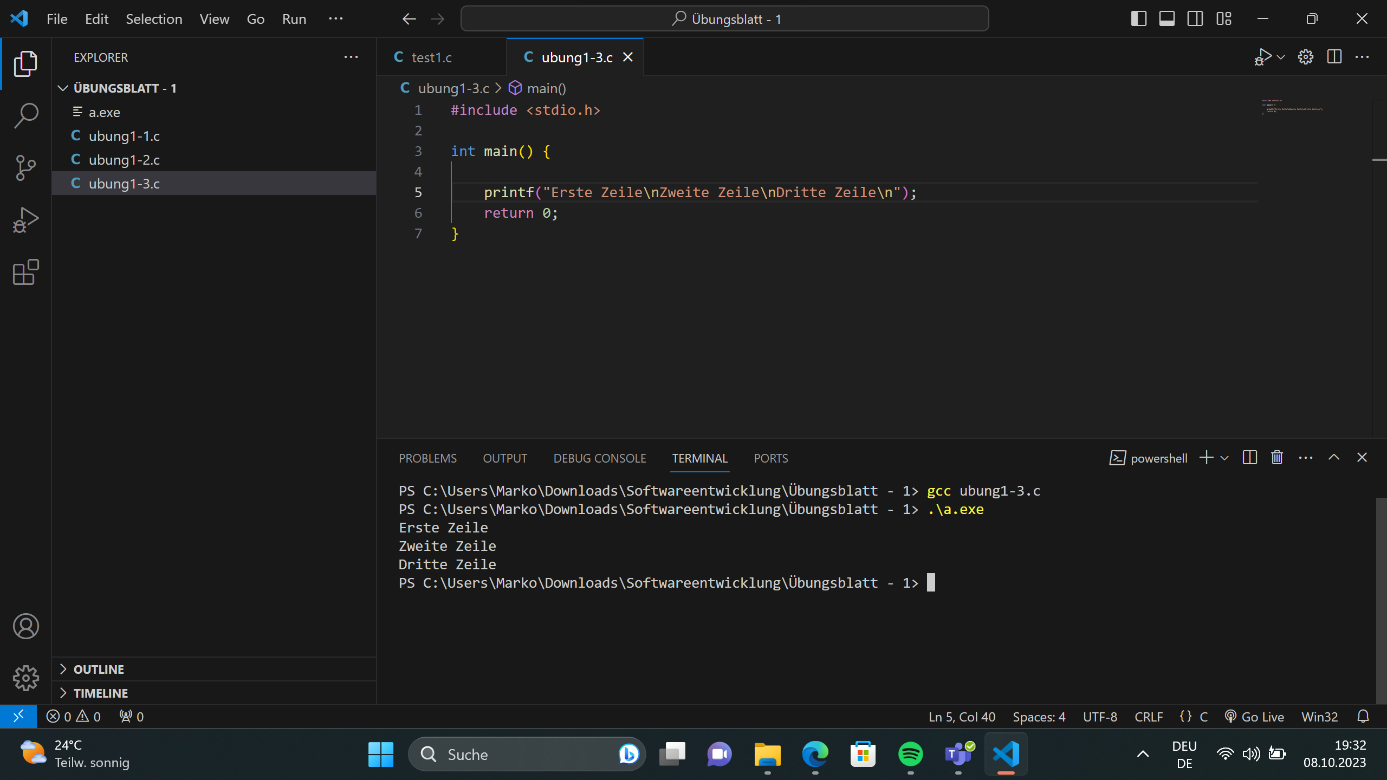 File Edit Selection View Go Run ···
Übungsblatt - 1
EXPLORER ···
ÜBUNGSBLATT - 1
a.exe
C ubung1-1.c
C ubung1-2.c
C ubung1-3.c
OUTLINE
TIMELINE
C test1.c
C ubung1-3.c
C ubung1-3.c > main()
1 #include <stdio.h>
2
3 int main() {
4
5 printf("Erste Zeile\nZweite Zeile\nDritte Zeile\n");
6 return 0;
7 }
PROBLEMS OUTPUT DEBUG CONSOLE TERMINAL PORTS
powershell
PS C:\Users\Marko\Downloads\Softwareentwicklung\Übungsblatt - 1> gcc ubung1-3.c
PS C:\Users\Marko\Downloads\Softwareentwicklung\Übungsblatt - 1> .\a.exe
Erste Zeile
Zweite Zeile
Dritte Zeile
PS C:\Users\Marko\Downloads\Softwareentwicklung\Übungsblatt - 1>
0 0 0
Ln 5, Col 40 Spaces: 4 UTF-8 CRLF {} C Go Live Win32
24°C
Teilw. sonnig
Suche
DEU
DE
19:32
08.10.2023